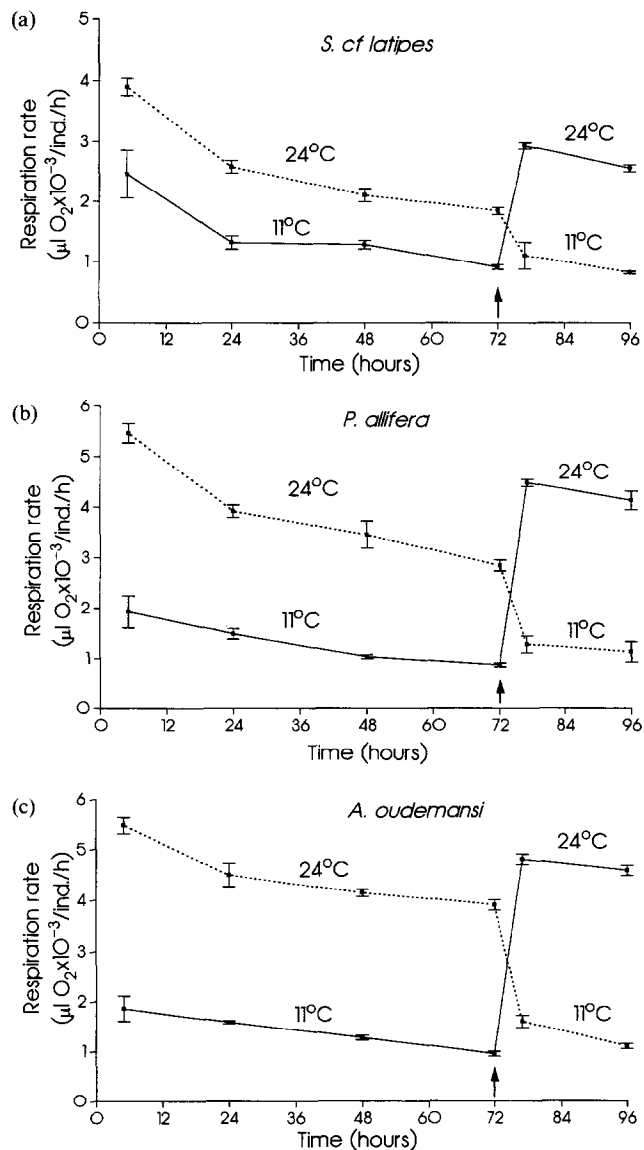 (a)
S. cf latipes
Respiration rate
(μl O₂x10⁻³/ind./h)
5
4
3
2
1
0
24°C
11°C
24°C
11°C
0 12 24 36 48 60 72 84 96
Time (hours)
(b)
P. allifera
Respiration rate
(μl O₂x10⁻³/ind./h)
6
5
4
3
2
1
0
24°C
11°C
24°C
11°C
0 12 24 36 48 60 72 84 96
Time (hours)
(c)
A. oudemansi
Respiration rate
(μl O₂x10⁻³/ind./h)
6
5
4
3
2
1
0
24°C
11°C
24°C
11°C
0 12 24 36 48 60 72 84 96
Time (hours)